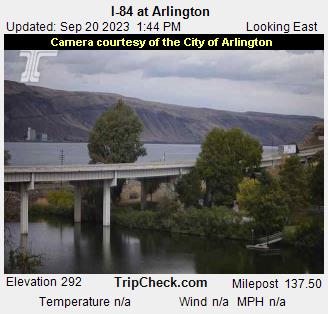 I-84 at Arlington
Updated: Sep 20 2023 1:44 PM Looking East
Camera courtesy of the City of Arlington
Elevation 292 TripCheck.com Milepost 137.50
Temperature n/a Wind n/a MPH n/a